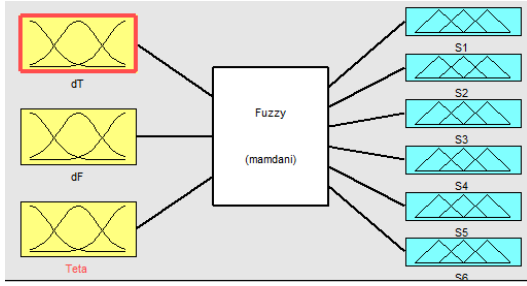 dT
dF
Teta
Fuzzy
(mamdani)
S1
S2
S3
S4
S5
S6